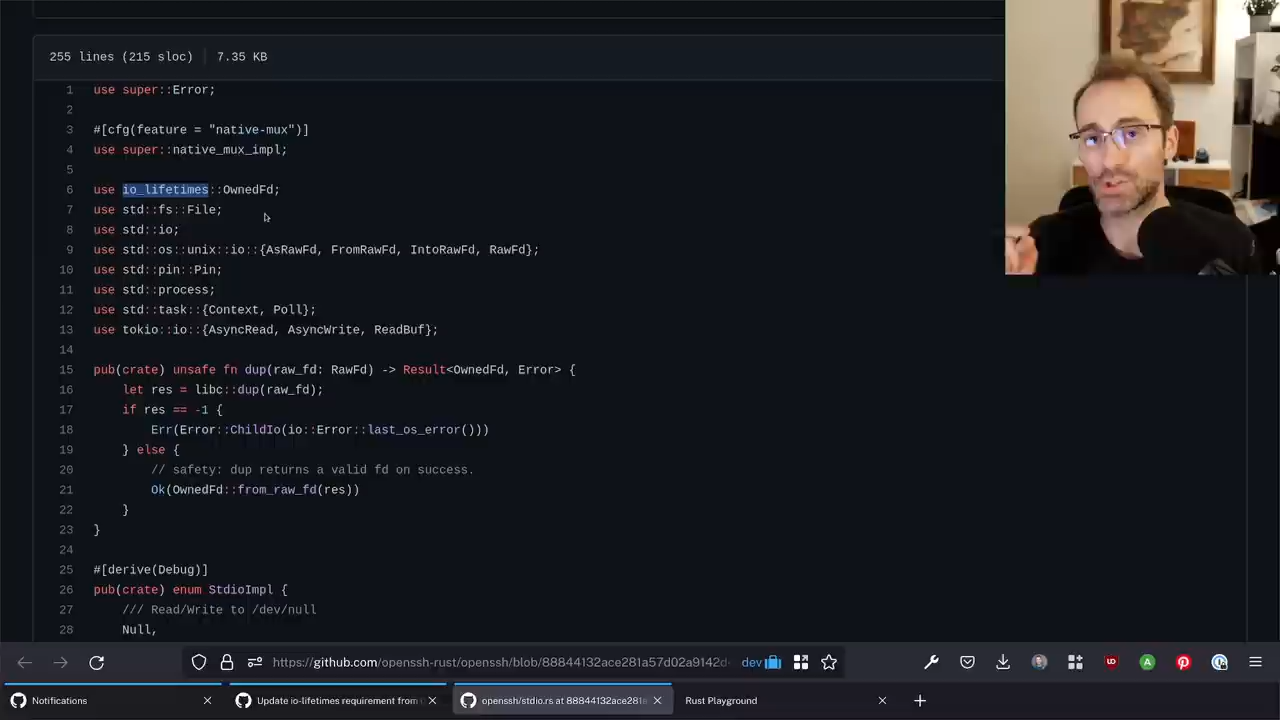 255 lines (215 sloc) 7.35 KB
1 use super::Error;
2
3 #[cfg(feature = "native-mux")]
4 use super::native_mux_impl;
5
6 use io_lifetimes::OwnedFd;
7 use std::fs::File;
8 use std::io;
9 use std::os::unix::io::{AsRawFd, FromRawFd, IntoRawFd, RawFd};
10 use std::pin::Pin;
11 use std::process;
12 use std::task::{Context, Poll};
13 use tokio::io::{AsyncRead, AsyncWrite, ReadBuf};
14
15 pub(crate) unsafe fn dup(raw_fd: RawFd) -> Result<OwnedFd, Error> {
16 let res = libc::dup(raw_fd);
17 if res == -1 {
18 Err(Error::ChildIo(io::Error::last_os_error()))
19 } else {
20 // safety: dup returns a valid fd on success.
21 Ok(OwnedFd::from_raw_fd(res))
22 }
23 }
24
25 #[derive(Debug)]
26 pub(crate) enum StdioImpl {
27 /// Read/Write to /dev/null
28 Null,
https://github.com/openssh-rust/openssh/blob/88844132ace281a57d02a9142d dev
Notifications
Update io-lifetimes requirement from
openssh/stdio.rs at 88844132ace281a
Rust Playground